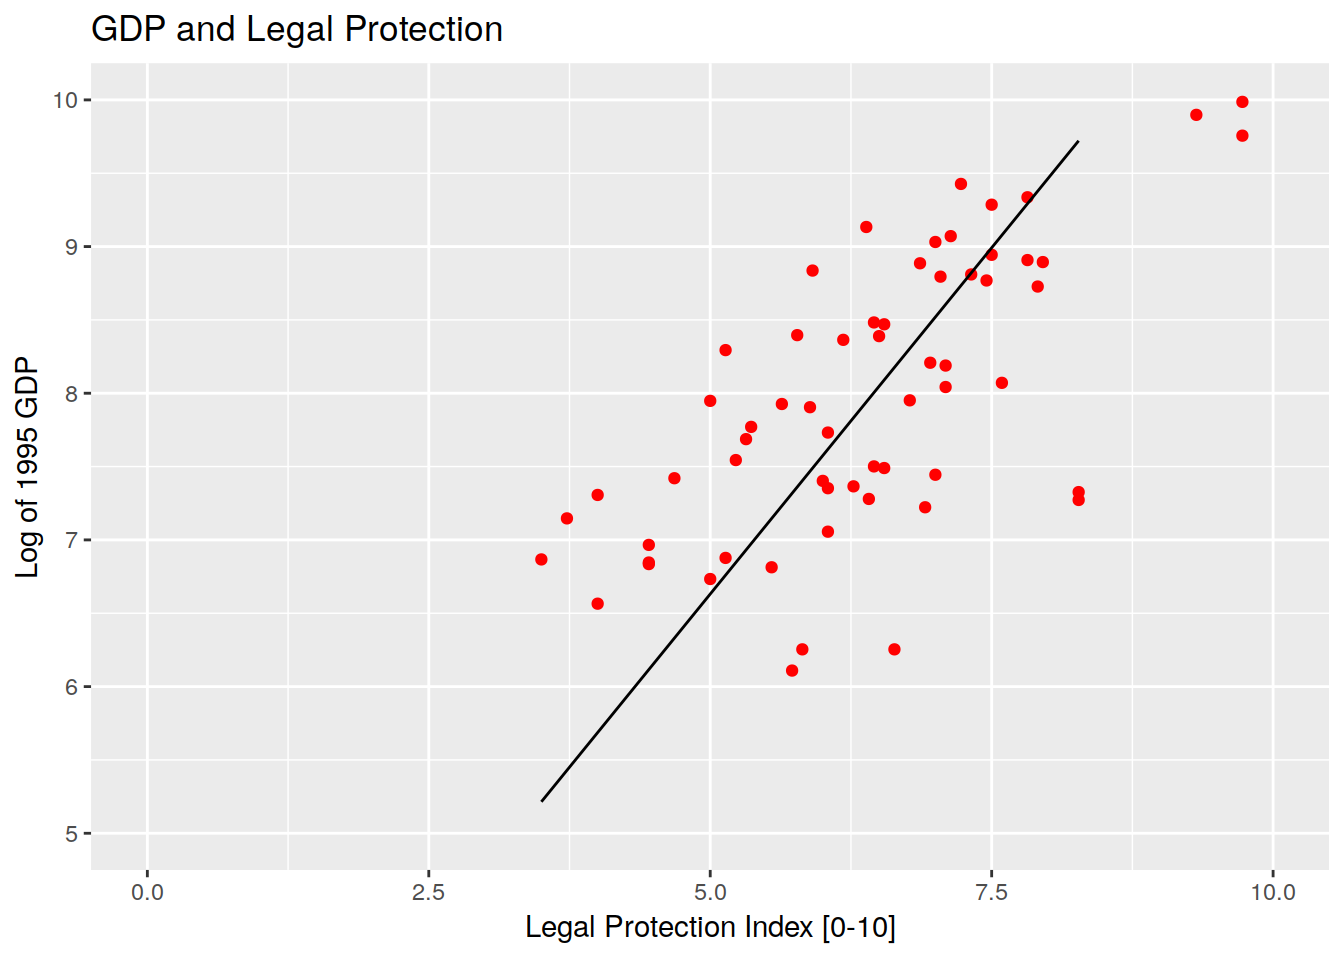 GDP and Legal Protection
10
9
8
7
6
5
Log of 1995 GDP
0.0 2.5 5.0 7.5 10.0
Legal Protection Index [0-10]